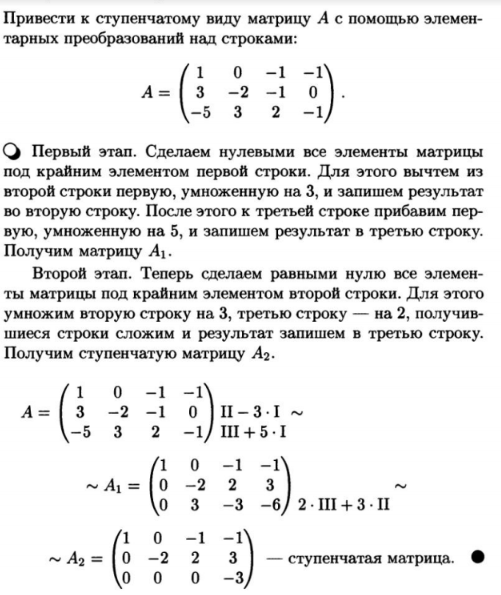 Привести к ступенчатому виду матрицу A с помощью элемен-
тарных преобразований над строками:
A = ( 1 0 −1 −1
3 −2 −1 0
−5 3 2 −1 ) .
Первый этап. Сделаем нулевыми все элементы матрицы
под крайним элементом первой строки. Для этого вычтем из
второй строки первую, умноженную на 3, и запишем результат
во вторую строку. После этого к третьей строке прибавим пер-
вую, умноженную на 5, и запишем результат в третью строку.
Получим матрицу A₁.
Второй этап. Теперь сделаем равными нулю все элемен-
ты матрицы под крайним элементом второй строки. Для этого
умножим вторую строку на 3, третью строку — на 2, получив-
шиеся строки сложим и результат запишем в третью строку.
Получим ступенчатую матрицу A₂.
A = ( 1 0 −1 −1
3 −2 −1 0 II − 3 · I ∼
−5 3 2 −1 ) III + 5 · I
∼ A₁ = ( 1 0 −1 −1
0 −2 2 3 ∼
0 3 −3 −6 ) 2 · III + 3 · II
∼ A₂ = ( 1 0 −1 −1
0 −2 2 3 — ступенчатая матрица.
0 0 0 −3 )